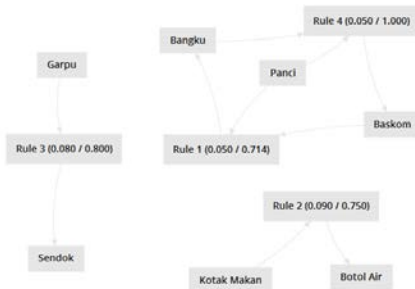 Rule 4 (0.050 / 1.000)
Bangku
Garpu
Panci
Baskom
Rule 3 (0.080 / 0.800)
Rule 1 (0.050 / 0.714)
Rule 2 (0.090 / 0.750)
Sendok
Kotak Makan
Botol Air